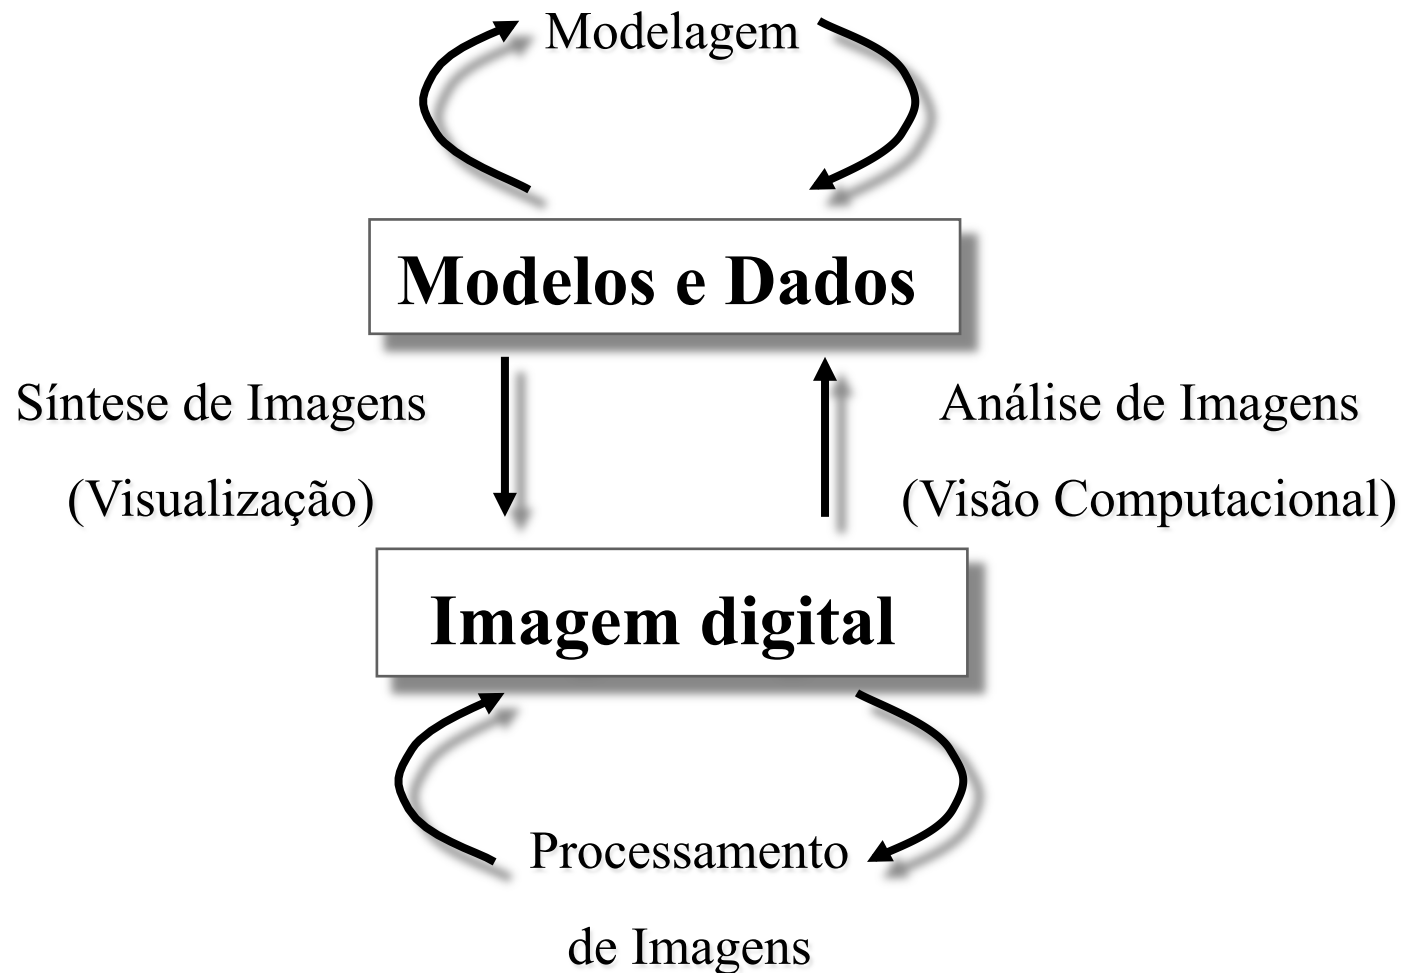 Modelagem
Modelos e Dados
Síntese de Imagens
(Visualização)
Análise de Imagens
(Visão Computacional)
Imagem digital
Processamento
de Imagens